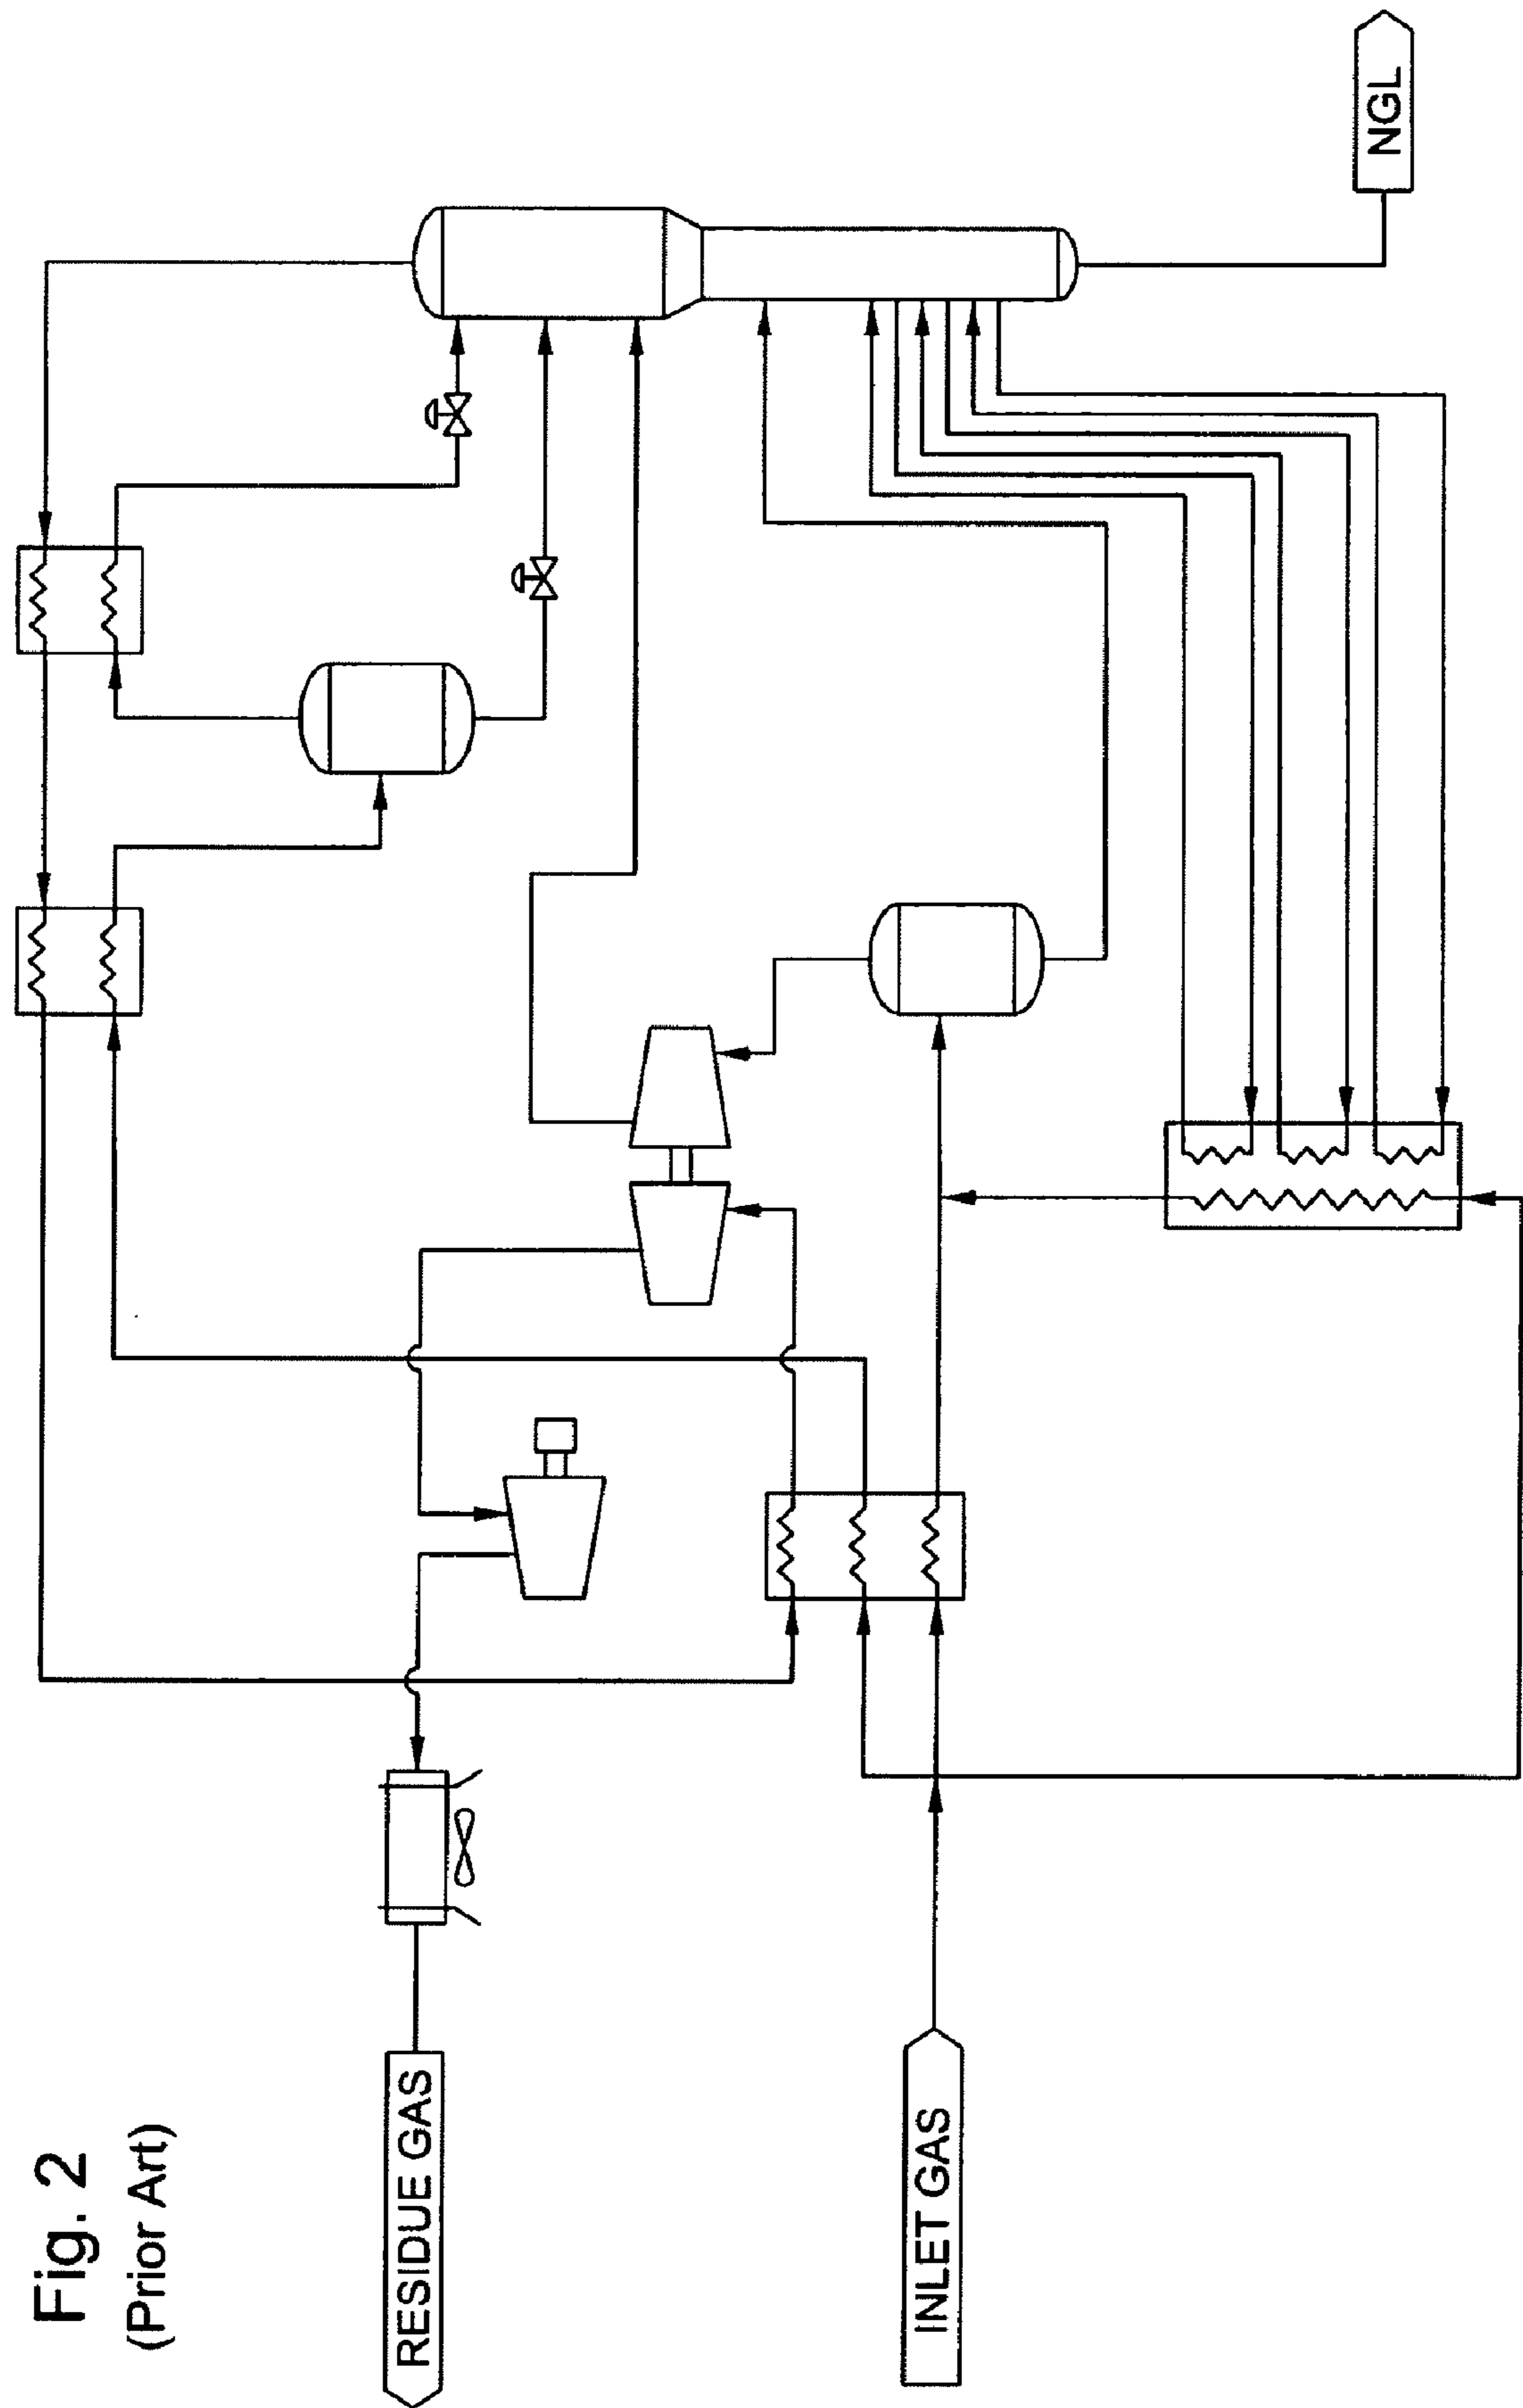 Fig. 2
(Prior Art)
RESIDUE GAS
INLET GAS
NGL